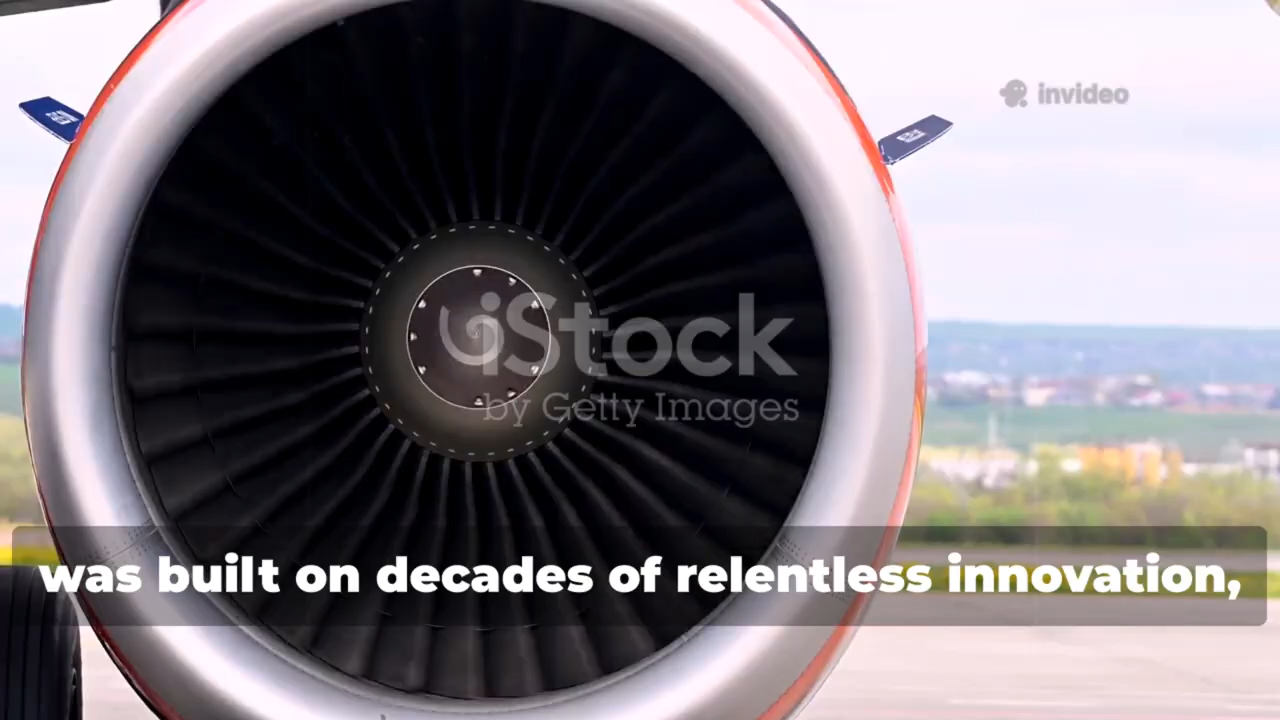 invideo
iStock
by Getty Images
was built on decades of relentless innovation,